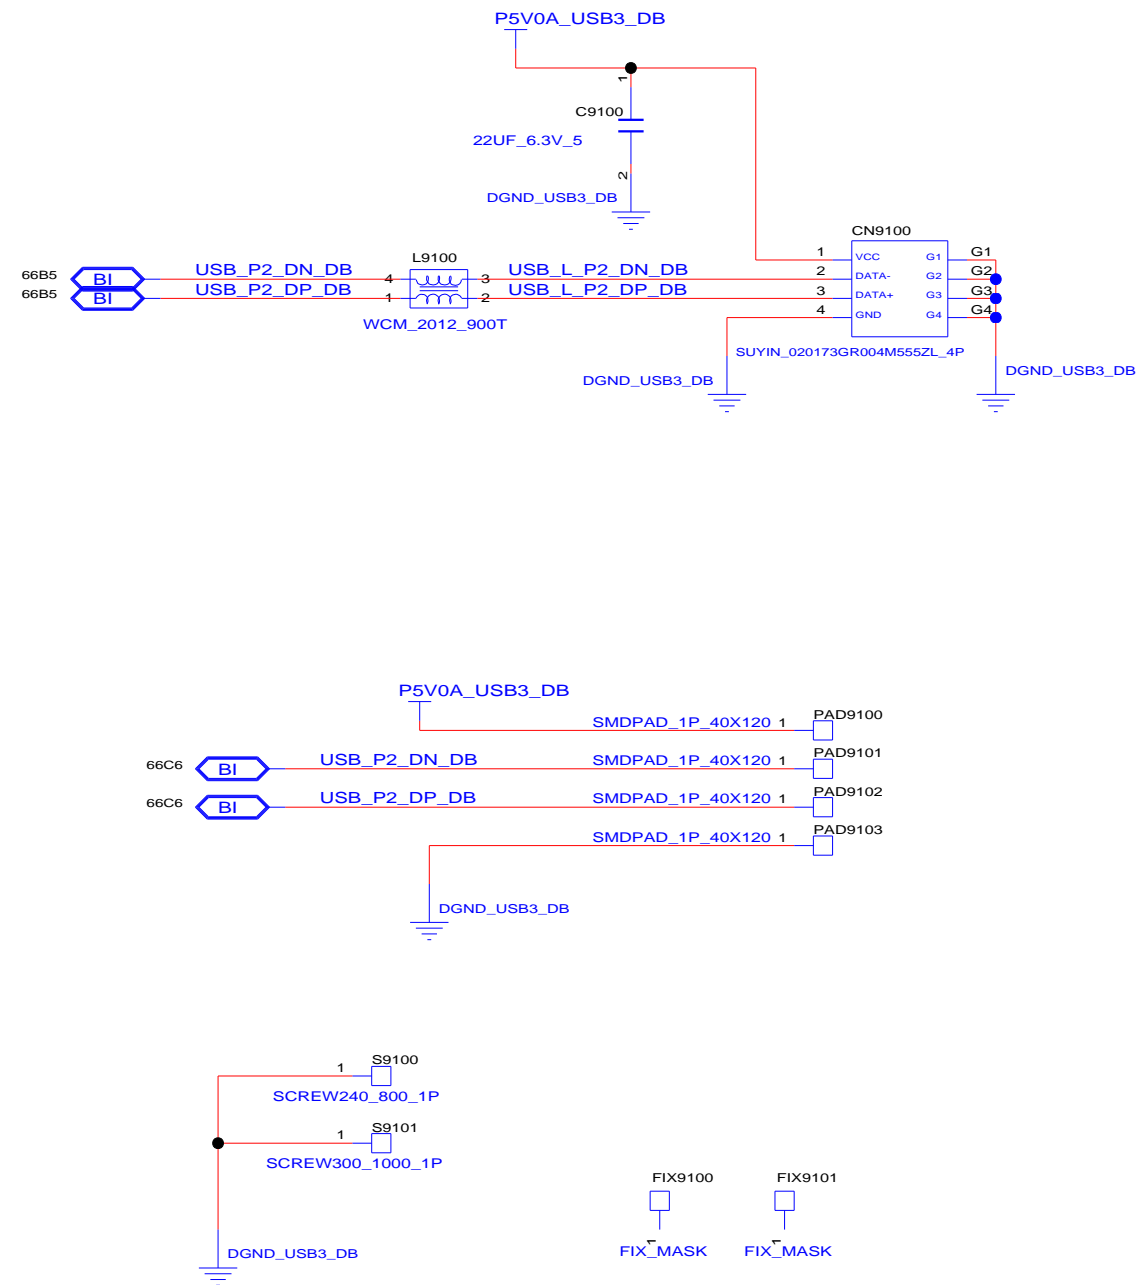 P5V0A_USB3_DB
1
C9100
22UF_6.3V_5
2
DGND_USB3_DB
CN9100
66B5 BI USB_P2_DN_DB 4 L9100 3 USB_L_P2_DN_DB
66B5 BI USB_P2_DP_DB 1 2 USB_L_P2_DP_DB
WCM_2012_900T
1 VCC G1 G1
2 DATA- G2 G2
3 DATA+ G3 G3
4 GND G4 G4
SUYIN_020173GR004M555ZL_4P
DGND_USB3_DB
DGND_USB3_DB
P5V0A_USB3_DB
SMDPAD_1P_40X120 1 PAD9100
66C6 BI USB_P2_DN_DB SMDPAD_1P_40X120 1 PAD9101
66C6 BI USB_P2_DP_DB SMDPAD_1P_40X120 1 PAD9102
SMDPAD_1P_40X120 1 PAD9103
DGND_USB3_DB
1 S9100
SCREW240_800_1P
1 S9101
SCREW300_1000_1P
DGND_USB3_DB
FIX9100 FIX9101
1 1
FIX_MASK FIX_MASK